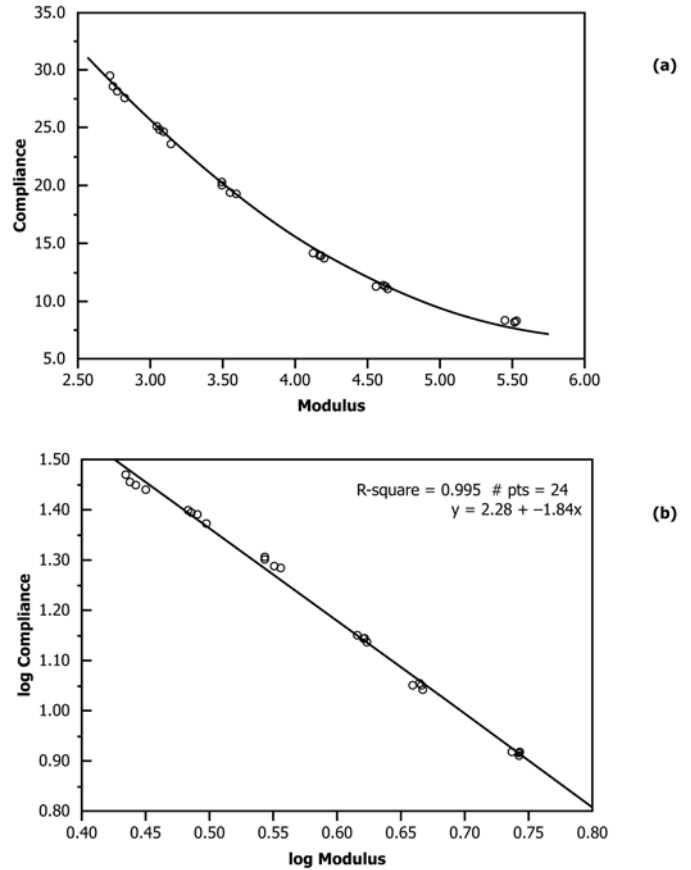 35.0
30.0
25.0
20.0
15.0
10.0
5.0
2.50 3.00 3.50 4.00 4.50 5.00 5.50 6.00
Compliance
Modulus
(a)
1.50
1.40
1.30
1.20
1.10
1.00
0.90
0.80
0.40 0.45 0.50 0.55 0.60 0.65 0.70 0.75 0.80
log Compliance
log Modulus
R-square = 0.995 # pts = 24
y = 2.28 + –1.84x
(b)